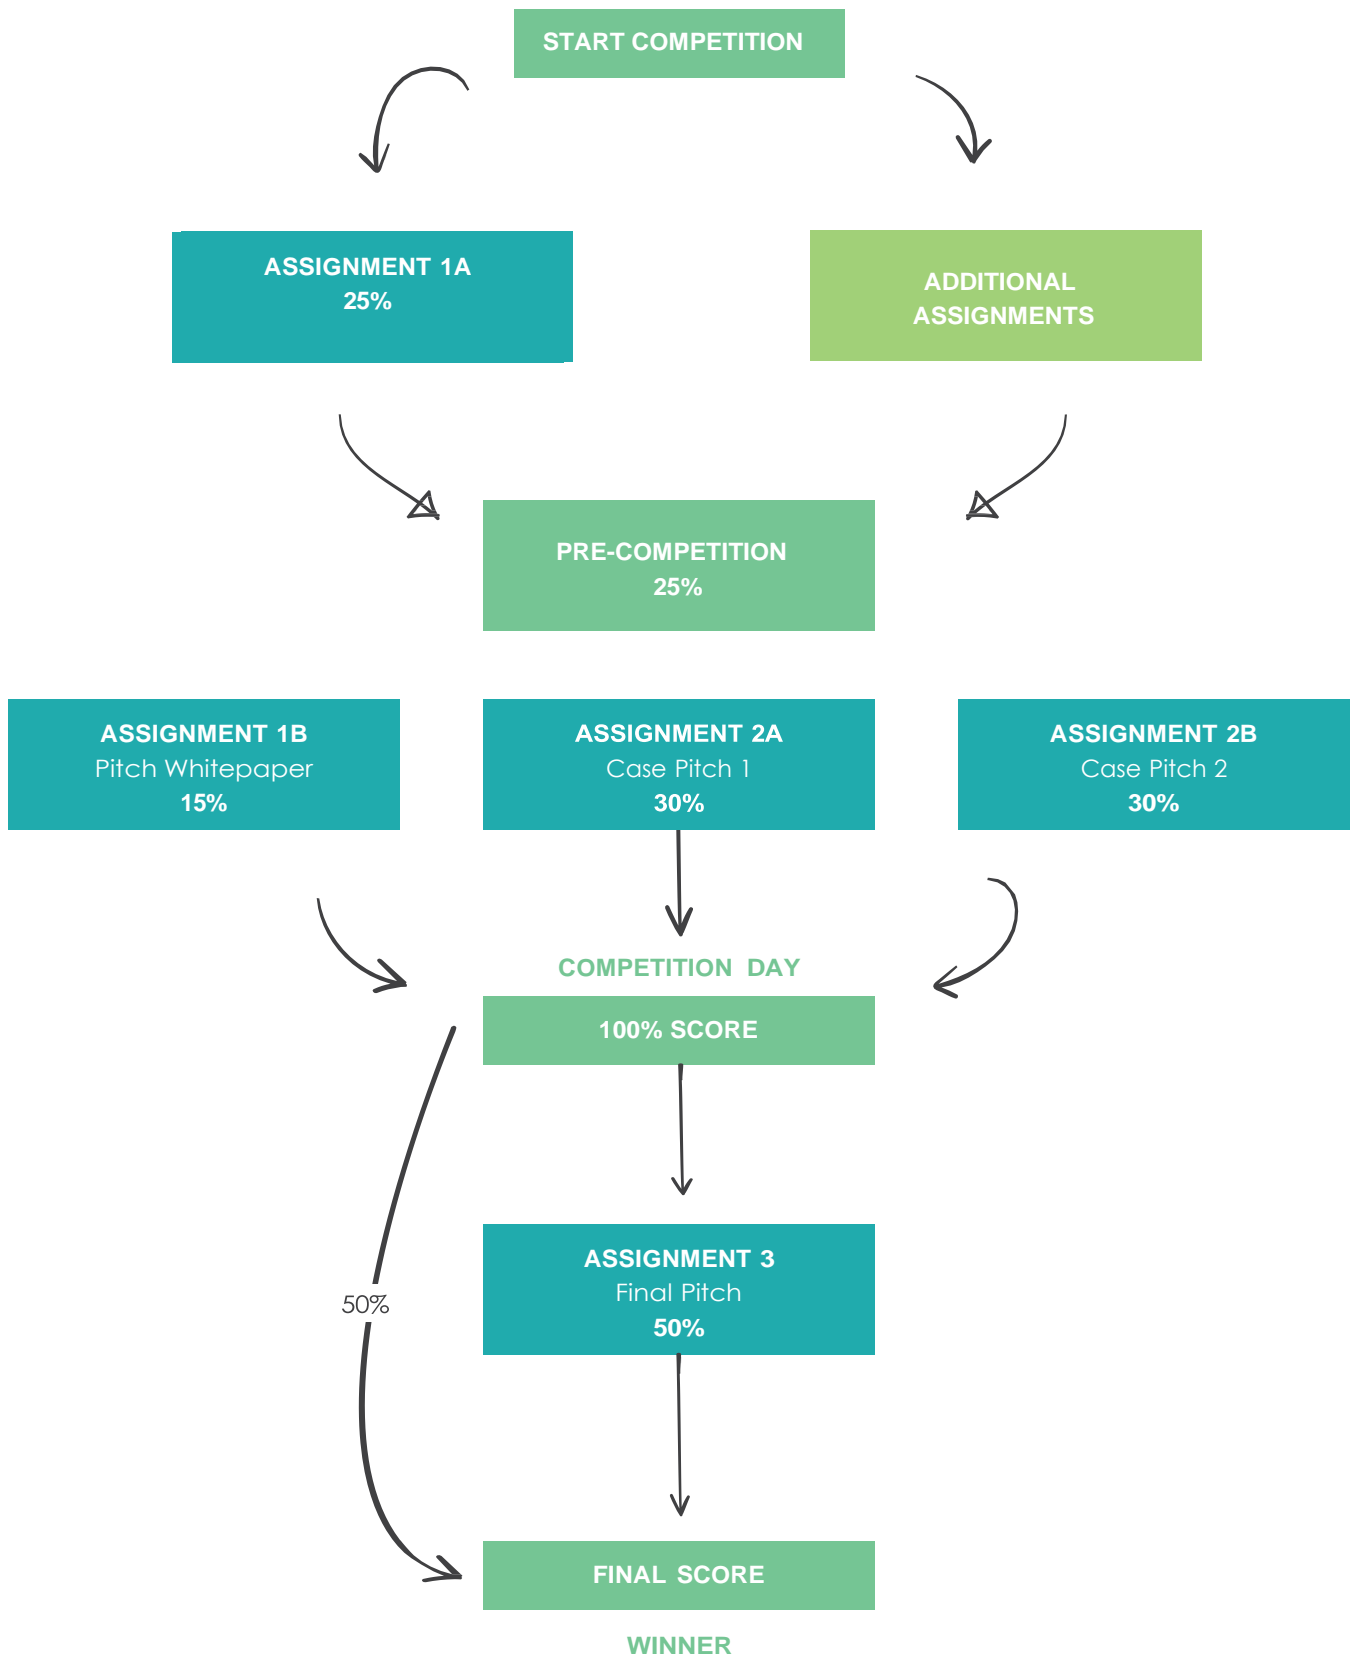 START COMPETITION
ASSIGNMENT 1A
25%
ADDITIONAL
ASSIGNMENTS
PRE-COMPETITION
25%
ASSIGNMENT 1B
Pitch Whitepaper
15%
ASSIGNMENT 2A
Case Pitch 1
30%
ASSIGNMENT 2B
Case Pitch 2
30%
COMPETITION DAY
100% SCORE
ASSIGNMENT 3
Final Pitch
50%
50%
FINAL SCORE
WINNER